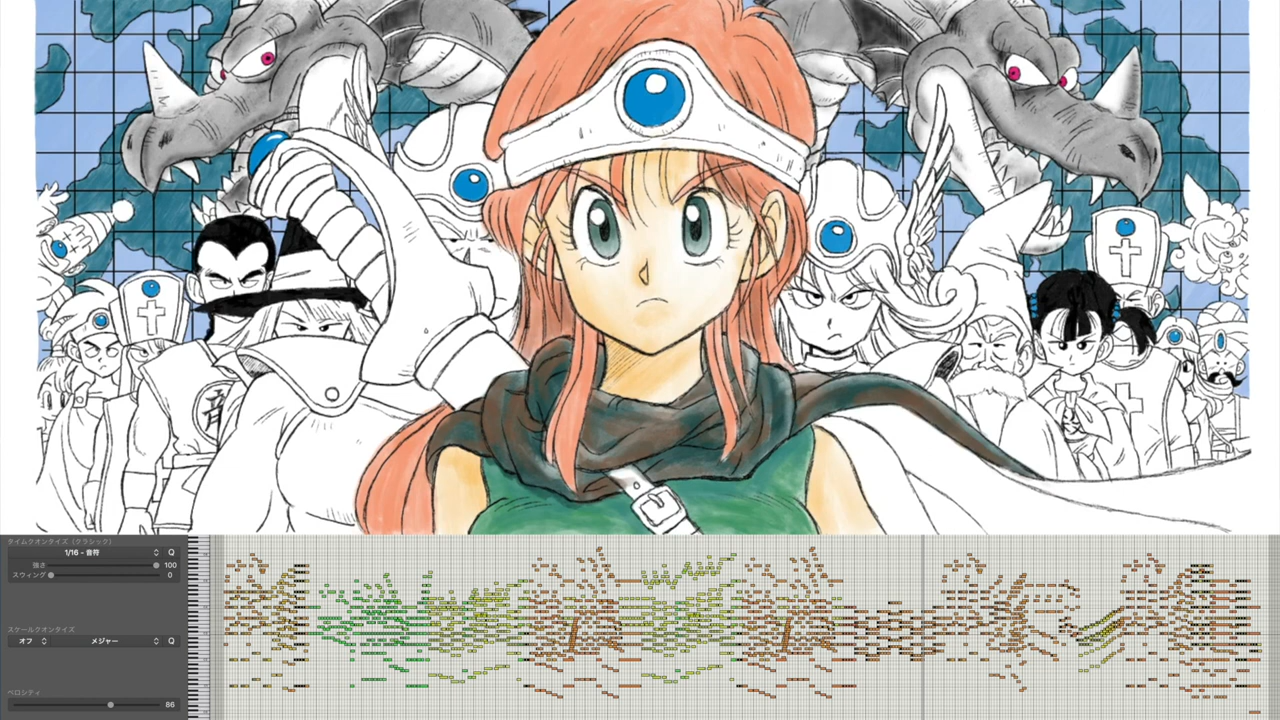 竜
タイムクオンタイズ（クラシック）
1/16 - 音符 Q
強さ 100
スウィング 0
スケールクオンタイズ
オフ メジャー Q
ベロシティ 86